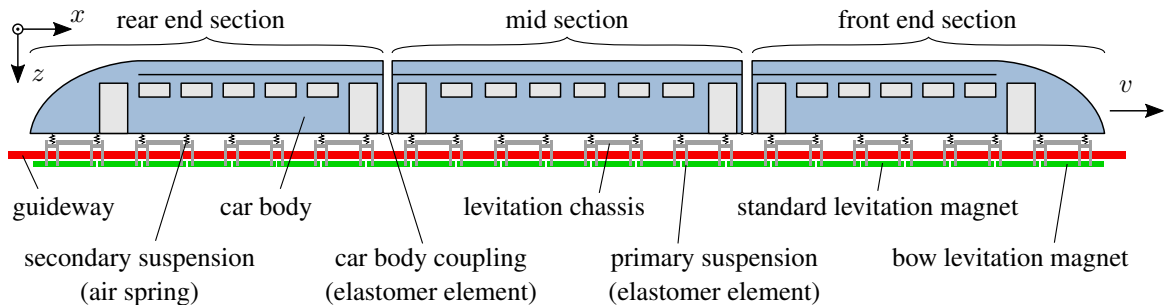 rear end section
mid section
front end section
x
z
v
guideway
car body
levitation chassis
standard levitation magnet
secondary suspension
(air spring)
car body coupling
(elastomer element)
primary suspension
(elastomer element)
bow levitation magnet